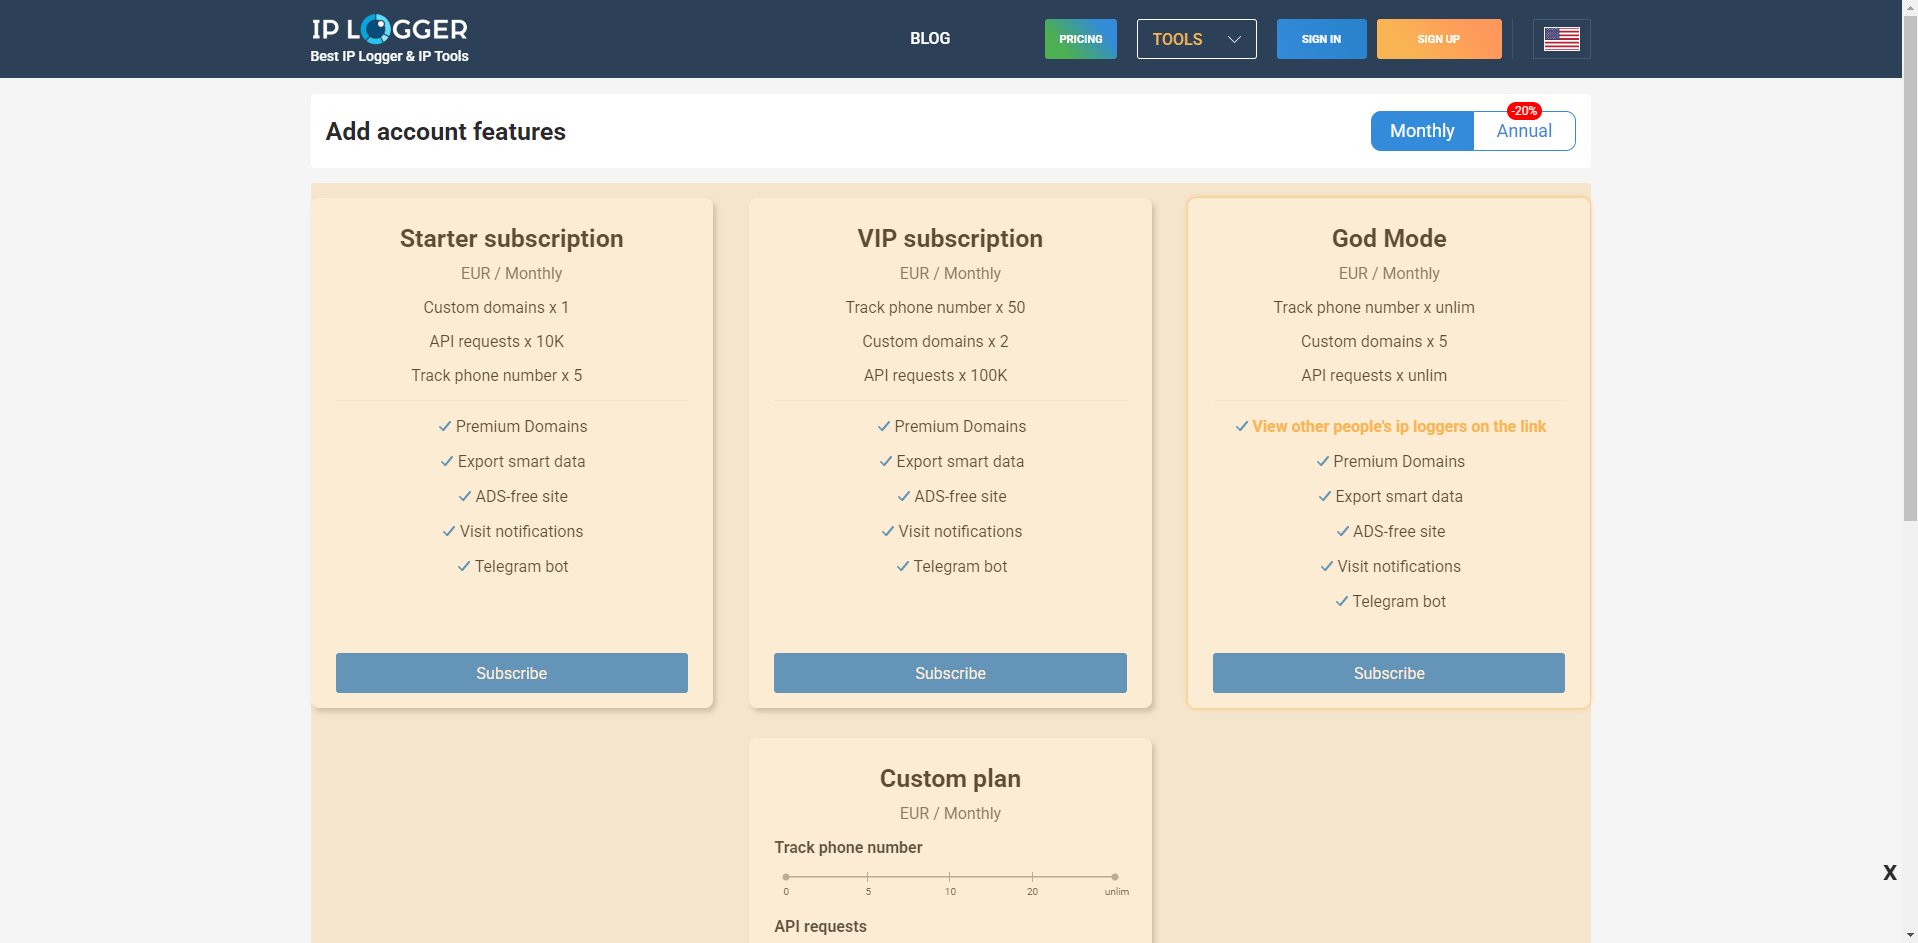 IP LOGGER
Best IP Logger & IP Tools
BLOG
PRICING
TOOLS
SIGN IN
SIGN UP
Add account features
Monthly
-20%
Annual
Starter subscription
EUR / Monthly
Custom domains x 1
API requests x 10K
Track phone number x 5
Premium Domains
Export smart data
ADS-free site
Visit notifications
Telegram bot
Subscribe
VIP subscription
EUR / Monthly
Track phone number x 50
Custom domains x 2
API requests x 100K
Premium Domains
Export smart data
ADS-free site
Visit notifications
Telegram bot
Subscribe
God Mode
EUR / Monthly
Track phone number x unlim
Custom domains x 5
API requests x unlim
View other people's ip loggers on the link
Premium Domains
Export smart data
ADS-free site
Visit notifications
Telegram bot
Subscribe
Custom plan
EUR / Monthly
Track phone number
0 5 10 20 unlim
API requests
X